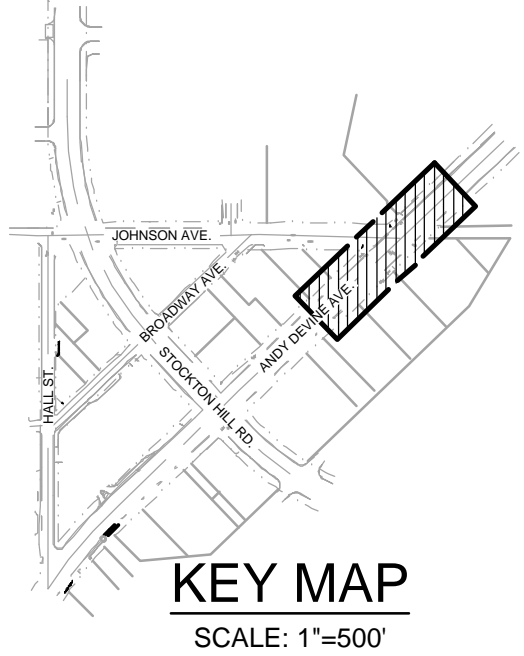 JOHNSON AVE.
BROADWAY AVE.
ANDY DEVINE AVE.
STOCKTON HILL RD.
HALL ST.
KEY MAP
SCALE: 1"=500'